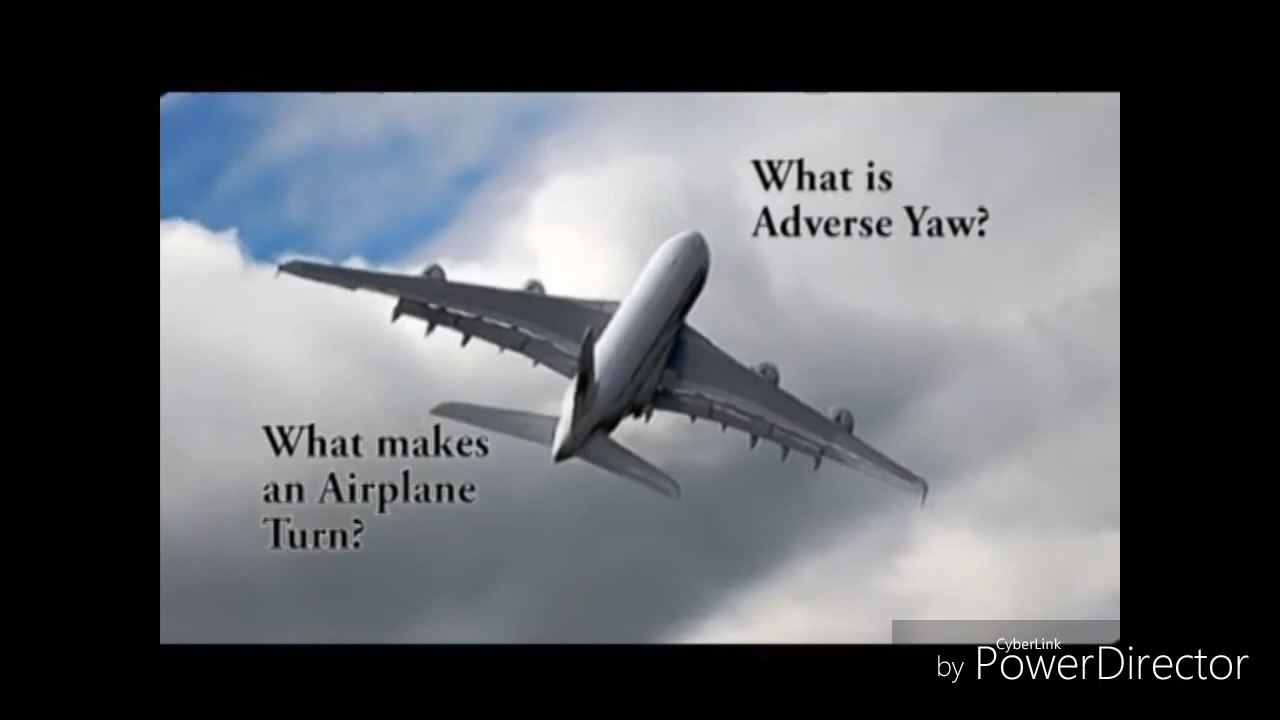 What is
Adverse Yaw?
What makes
an Airplane
Turn?
CyberLink
by PowerDirector